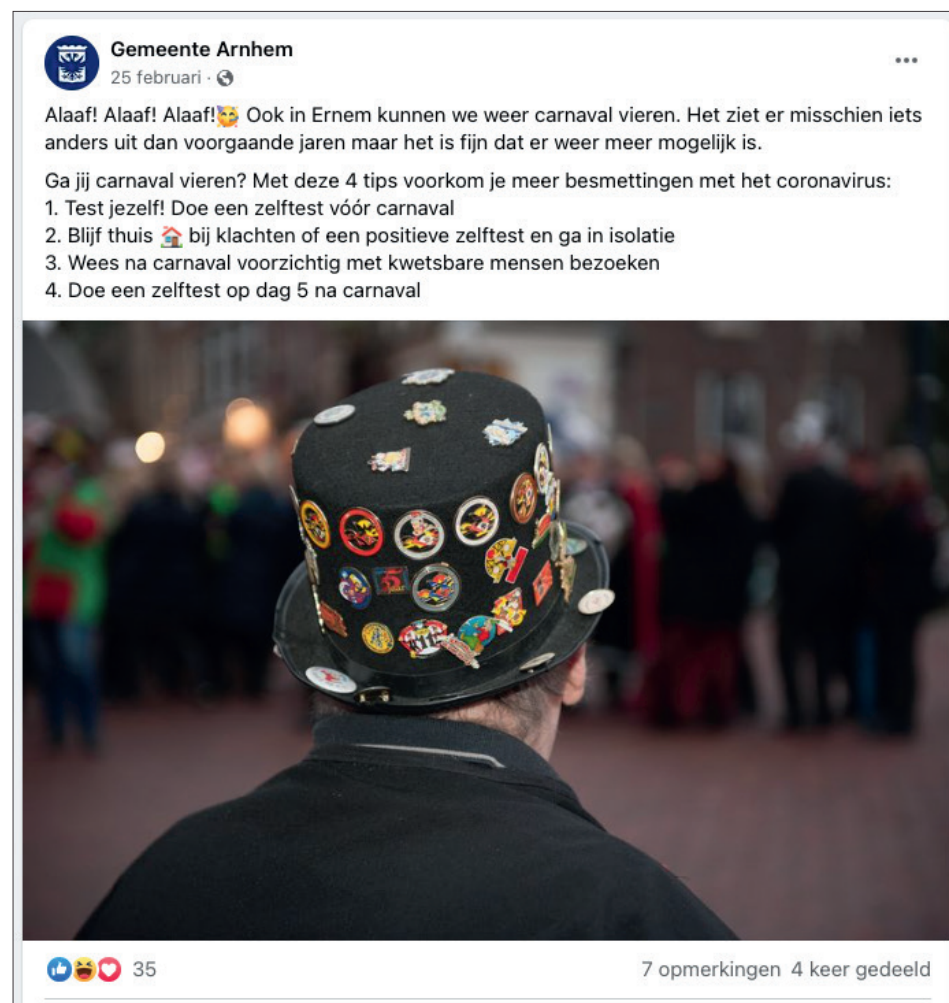 Gemeente Arnhem
25 februari ·
Alaaf! Alaaf! Alaaf!🥳 Ook in Ernem kunnen we weer carnaval vieren. Het ziet er misschien iets
anders uit dan voorgaande jaren maar het is fijn dat er weer meer mogelijk is.
Ga jij carnaval vieren? Met deze 4 tips voorkom je meer besmettingen met het coronavirus:
1. Test jezelf! Doe een zelftest vóór carnaval
2. Blijf thuis 🏠 bij klachten of een positieve zelftest en ga in isolatie
3. Wees na carnaval voorzichtig met kwetsbare mensen bezoeken
4. Doe een zelftest op dag 5 na carnaval
35
7 opmerkingen 4 keer gedeeld